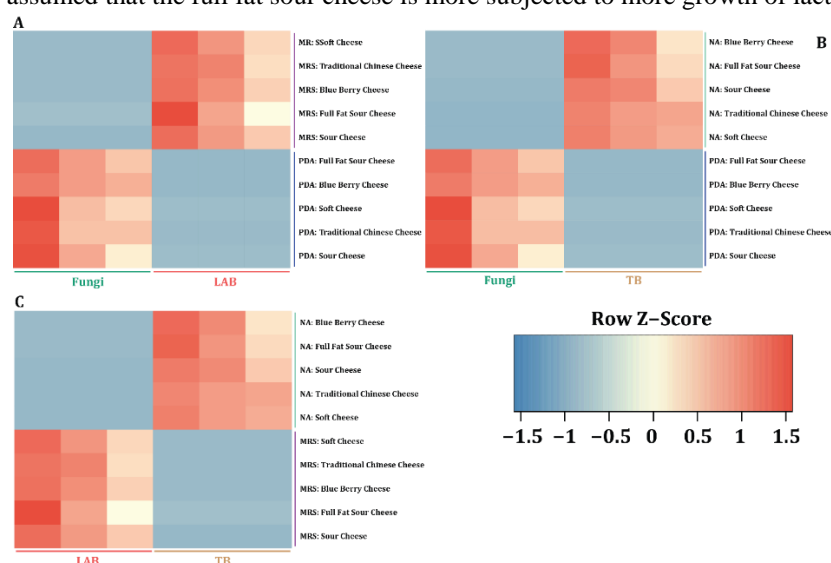 assumed that the full fat sour cheese is more subjected to more growth of lact
A
MR: SSoft Cheese
MRS: Traditional Chinese Cheese
MRS: Blue Berry Cheese
MRS: Full Fat Sour Cheese
MRS: Sour Cheese
PDA: Full Fat Sour Cheese
PDA: Blue Berry Cheese
PDA: Soft Cheese
PDA: Traditional Chinese Cheese
PDA: Sour Cheese
Fungi LAB
B
NA: Blue Berry Cheese
NA: Full Fat Sour Cheese
NA: Sour Cheese
NA: Traditional Chinese Cheese
NA: Soft Cheese
PDA: Full Fat Sour Cheese
PDA: Blue Berry Cheese
PDA: Soft Cheese
PDA: Traditional Chinese Cheese
PDA: Sour Cheese
Fungi TB
C
NA: Blue Berry Cheese
NA: Full Fat Sour Cheese
NA: Sour Cheese
NA: Traditional Chinese Cheese
NA: Soft Cheese
MRS: Soft Cheese
MRS: Traditional Chinese Cheese
MRS: Blue Berry Cheese
MRS: Full Fat Sour Cheese
MRS: Sour Cheese
LAB TB
Row Z−Score
−1.5 −1 −0.5 0 0.5 1 1.5